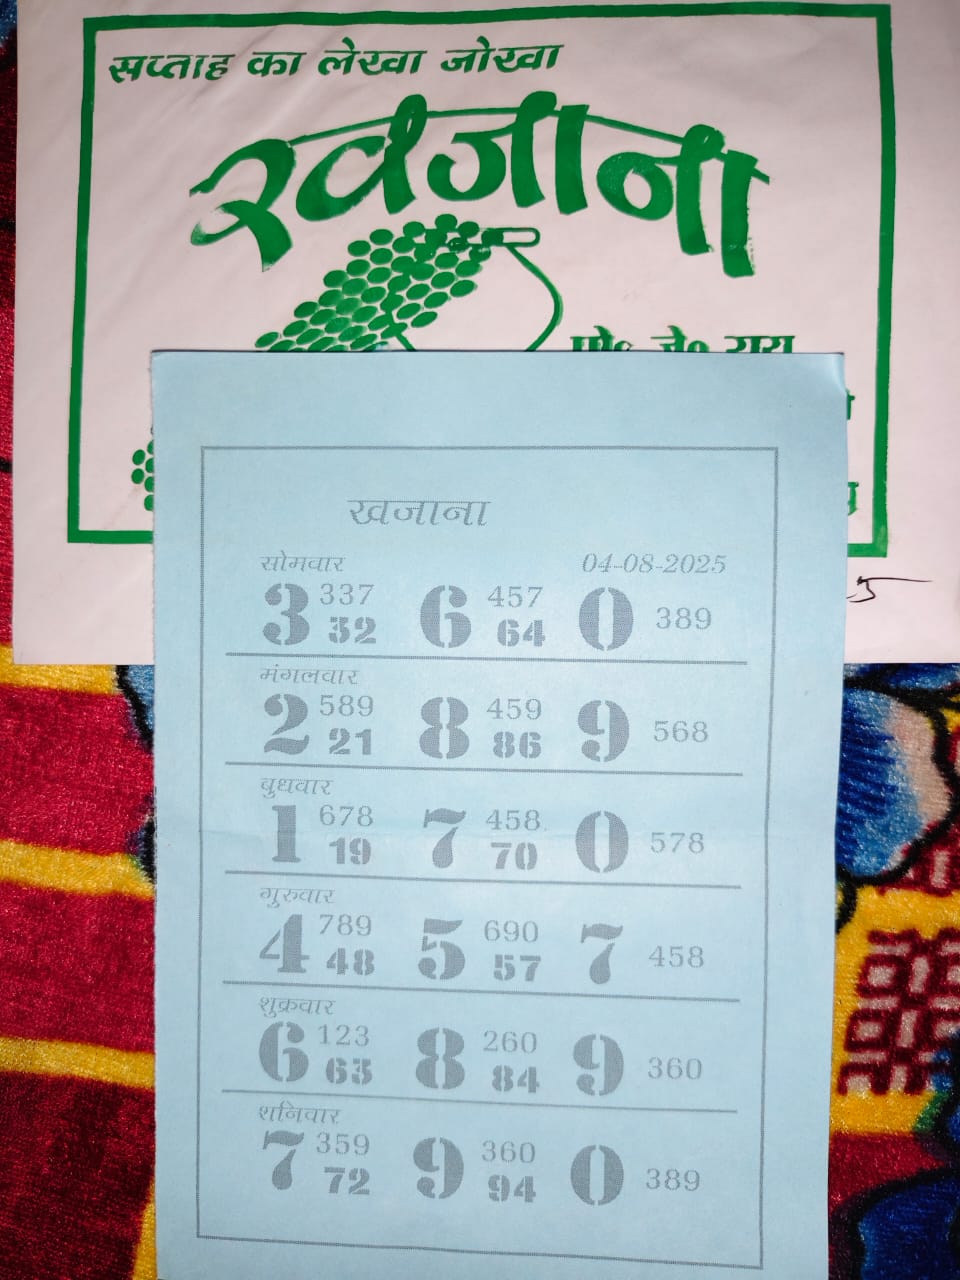 सप्ताह का लेखा जोखा
खजाना
प्रो॰ जे॰ राय
खजाना
सोमवार 04-08-2025
3 337 6 457 0 389
32 64
मंगलवार
2 589 8 459 9 568
21 86
बुधवार
1 678 7 458 0 578
19 70
गुरुवार
4 789 5 690 7 458
48 57
शुक्रवार
6 123 8 260 9 360
63 84
शनिवार
7 359 9 360 0 389
72 94